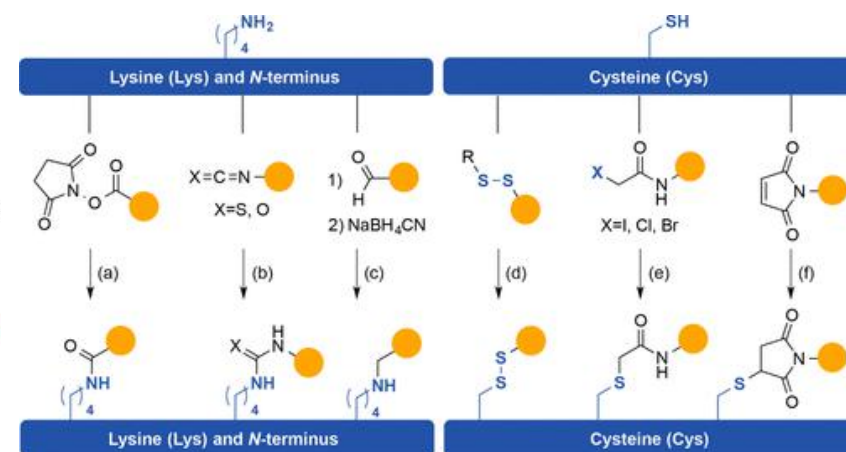 NH2
4
SH
Lysine (Lys) and N-terminus
Cysteine (Cys)
O
N
O
O
O
X=C=N
X=S, O
1)
O
H
2) NaBH4CN
R
S-S
X
O
N
H
X=I, Cl, Br
O
N
O
(a)
(b)
(c)
(d)
(e)
(f)
O
NH
4
X
H
N
NH
4
NH
4
S
S
O
S
N
H
O
S
N
O
Lysine (Lys) and N-terminus
Cysteine (Cys)